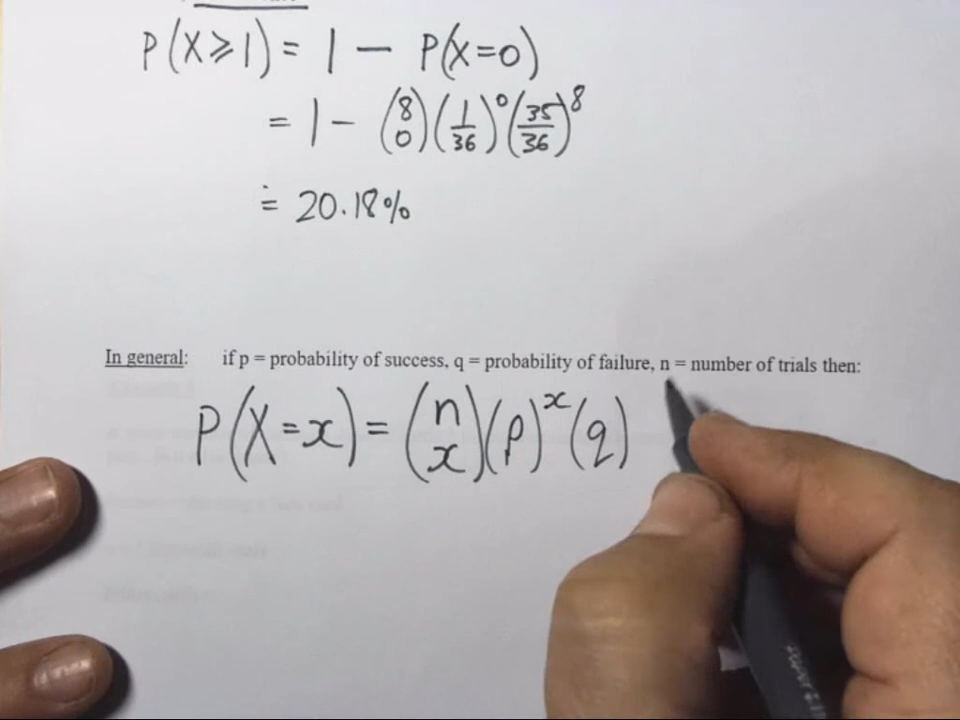 P(X⩾1) = 1 − P(X=0)
= 1 − (8 0)(1/36)^0(35/36)^8
≐ 20.18%
In general: if p = probability of success, q = probability of failure, n = number of trials then:
P(X=x) = (n x)(p)^x(q)